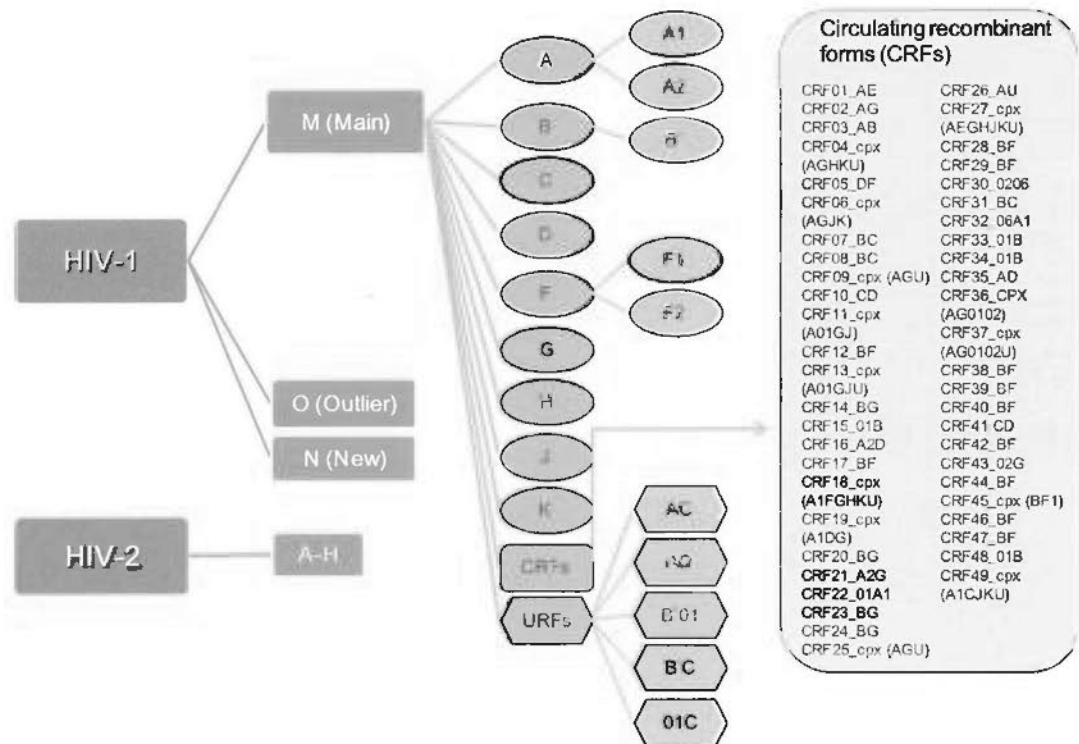 HIV-1
M (Main)
O (Outlier)
N (New)
HIV-2
A–H
A
B
C
D
F
G
H
J
K
CRFs
URFs
A1
A2
B
F1
F2
AC
B 01
B C
01C
Circulating recombinant
forms (CRFs)
CRF01_AE
CRF02_AG
CRF03_AB
CRF04_cpx
(AGHKU)
CRF05_DF
CRF06_cpx
(AGJK)
CRF07_BC
CRF08_BC
CRF09_cpx (AGU)
CRF10_CD
CRF11_cpx
(A01GJ)
CRF12_BF
CRF13_cpx
(A01GJU)
CRF14_BG
CRF15_01B
CRF16_A2D
CRF17_BF
CRF18_cpx
(A1FGHKU)
CRF19_cpx
(A1DG)
CRF20_BG
CRF21_A2G
CRF22_01A1
CRF23_BG
CRF24_BG
CRF25_cpx (AGU)
CRF26_AU
CRF27_cpx
(AEGHJKU)
CRF28_BF
CRF29_BF
CRF30_0206
CRF31_BC
CRF32_06A1
CRF33_01B
CRF34_01B
CRF35_AD
CRF36_CPX
(AG0102)
CRF37_cpx
(AG0102U)
CRF38_BF
CRF39_BF
CRF40_BF
CRF41_CD
CRF42_BF
CRF43_02G
CRF44_BF
CRF45_cpx (BF1)
CRF46_BF
CRF47_BF
CRF48_01B
CRF49_cpx
(A1CJKU)